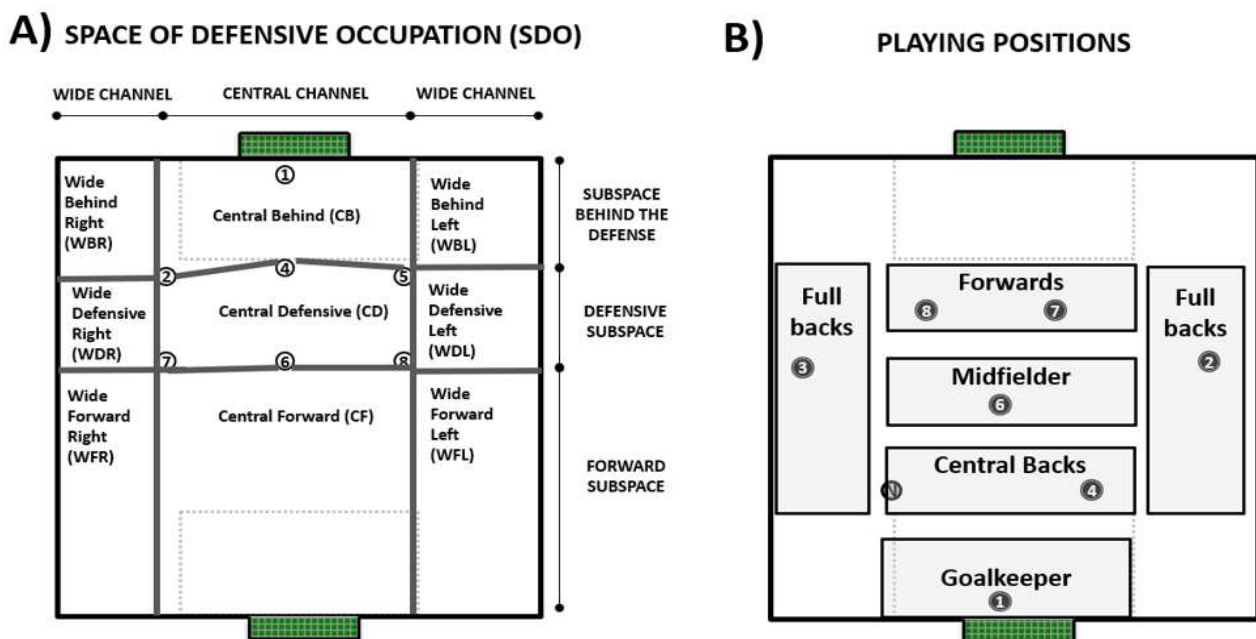 A) SPACE OF DEFENSIVE OCCUPATION (SDO)
WIDE CHANNEL
CENTRAL CHANNEL
WIDE CHANNEL
1
Wide
Behind
Right
(WBR)
Central Behind (CB)
Wide
Behind
Left
(WBL)
SUBSPACE
BEHIND THE
DEFENSE
2
4
5
Wide
Defensive
Right
(WDR)
Central Defensive (CD)
Wide
Defensive
Left
(WDL)
DEFENSIVE
SUBSPACE
7
6
8
Wide
Forward
Right
(WFR)
Central Forward (CF)
Wide
Forward
Left
(WFL)
FORWARD
SUBSPACE
B) PLAYING POSITIONS
Full
backs
3
Forwards
8
7
Full
backs
2
Midfielder
6
Central Backs
4
Goalkeeper
1